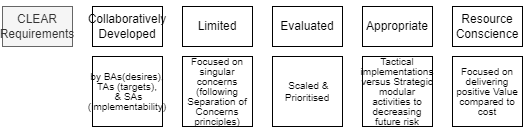 CLEAR
Requirements
Collaboratively
Developed
Limited
Evaluated
Appropriate
Resource
Conscience
by BAs(desires)
TAs (targets),
& SAs
(implementability)
Focused on
singular
concerns
(following
Separation of
Concerns
principles)
Scaled &
Prioritised
Tactical
implementations
versus Strategic
modular
activities to
decreasing
future risk
Focused on
delivering
positive Value
compared to
cost